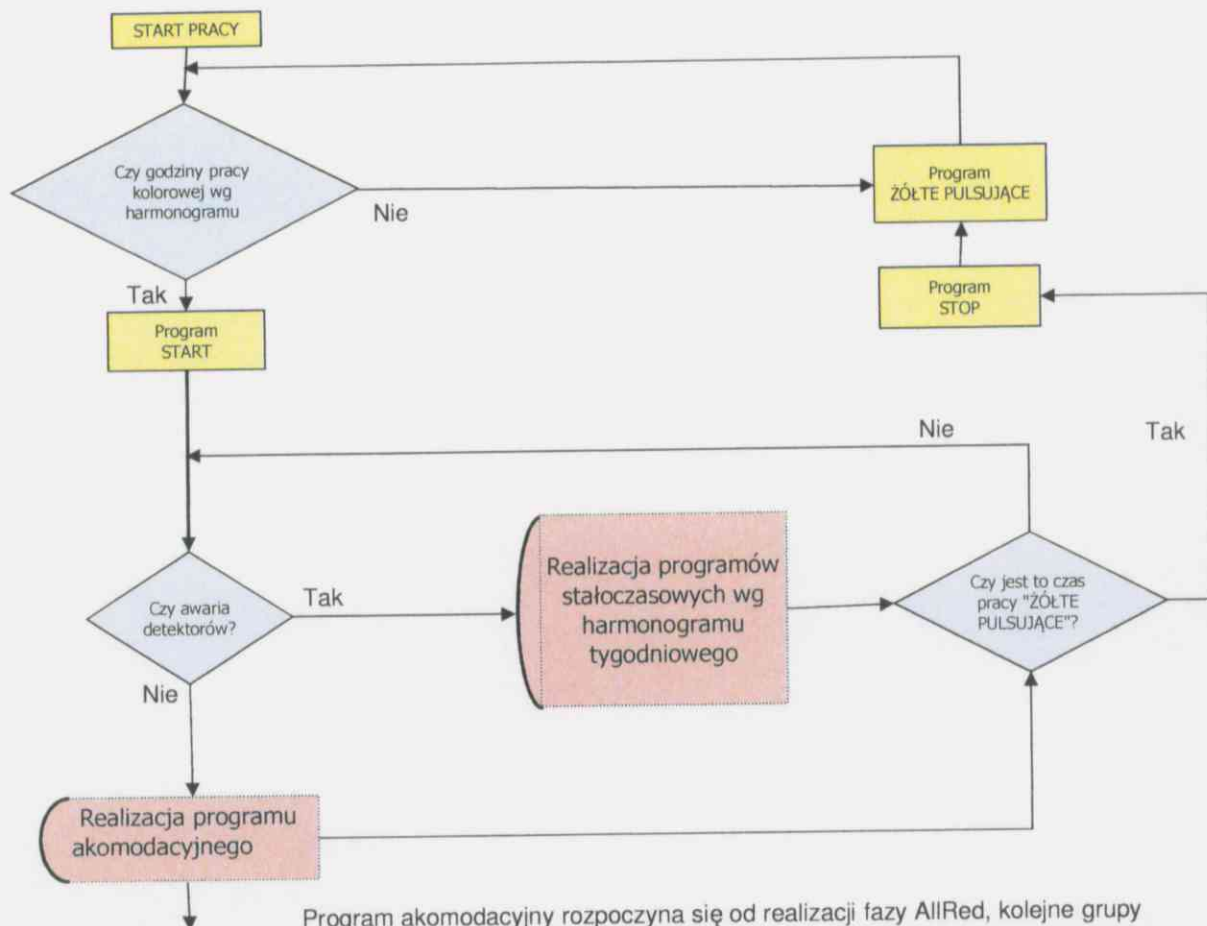 START PRACY
Czy godziny pracy
kolorowej wg
harmonogramu
Nie
Program
ŻÓŁTE PULSUJĄCE
Program
STOP
Tak
Program
START
Nie
Tak
Czy awaria
detektorów?
Tak
Realizacja programów
stałoczasowych wg
harmonogramu
tygodniowego
Czy jest to czas
pracy "ŻÓŁTE
PULSUJĄCE"?
Nie
Realizacja programu
akomodacyjnego
Program akomodacyjny rozpoczyna się od realizacji fazy AllRed, kolejne grupy